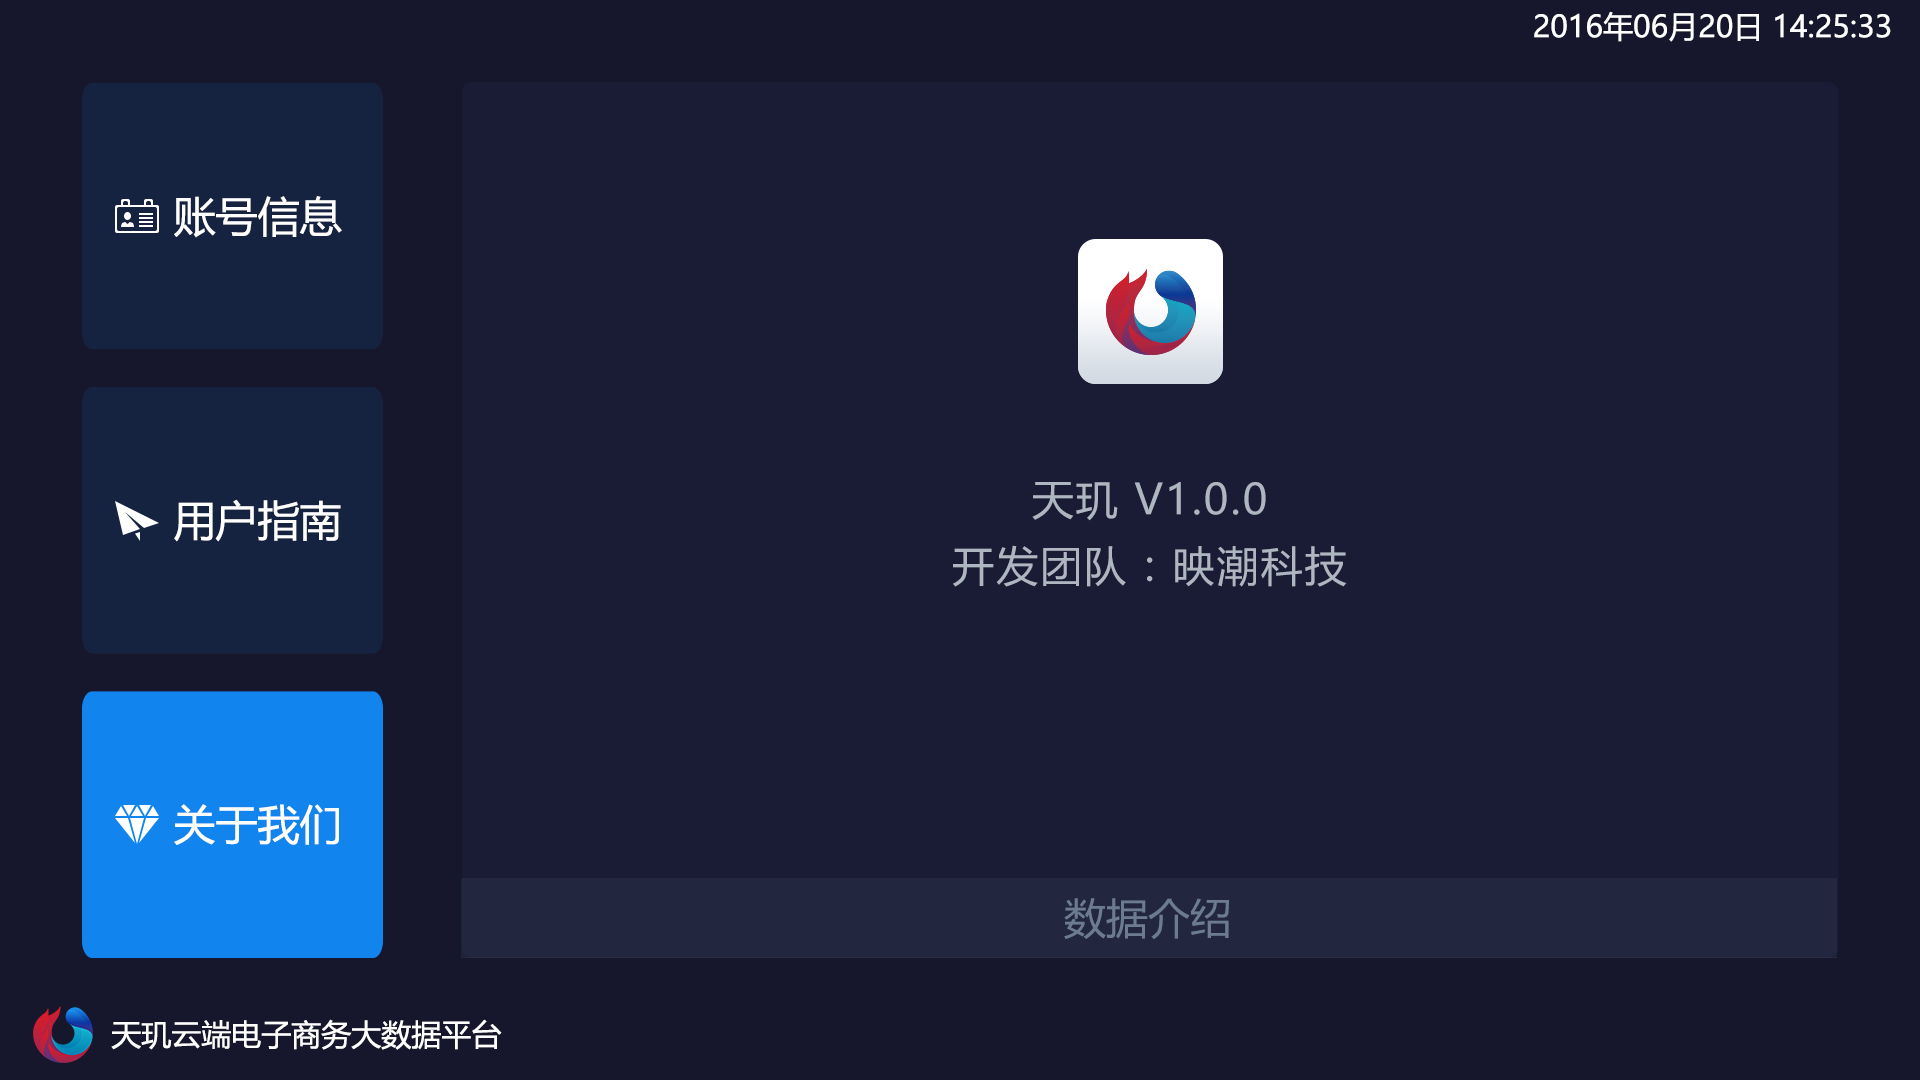 2016年06月20日 14:25:33
账号信息
用户指南
关于我们
天玑 V1.0.0
开发团队：映潮科技
数据介绍
天玑云端电子商务大数据平台